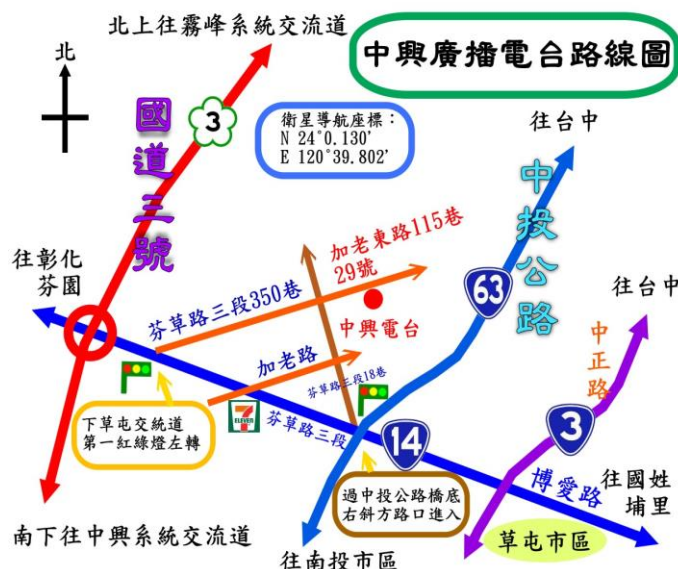 北上往霧峰系統交流道
中興廣播電台路線圖
北
3
國道三號
衛星導航座標：
N 24°0.130'
E 120°39.802'
往台中
中投公路
63
加老東路115巷
29號
中興電台
往彰化
芬園
芬草路三段350巷
加老路
芬草路三段18巷
往台中
中正路
3
7
ELEVEN
芬草路三段
14
下草屯交統道
第一紅綠燈左轉
過中投公路橋底
右斜方路口進入
博愛路
往國姓
埔里
草屯市區
南下往中興系統交流道
往南投市區